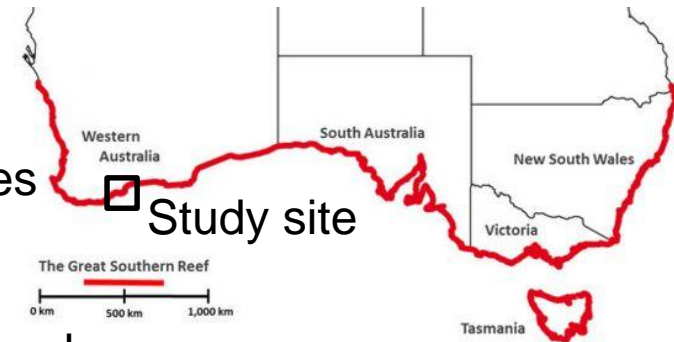 Western
Australia
South Australia
New South Wales
es
Study site
Victoria
The Great Southern Reef
0 km 500 km 1,000 km
Tasmania